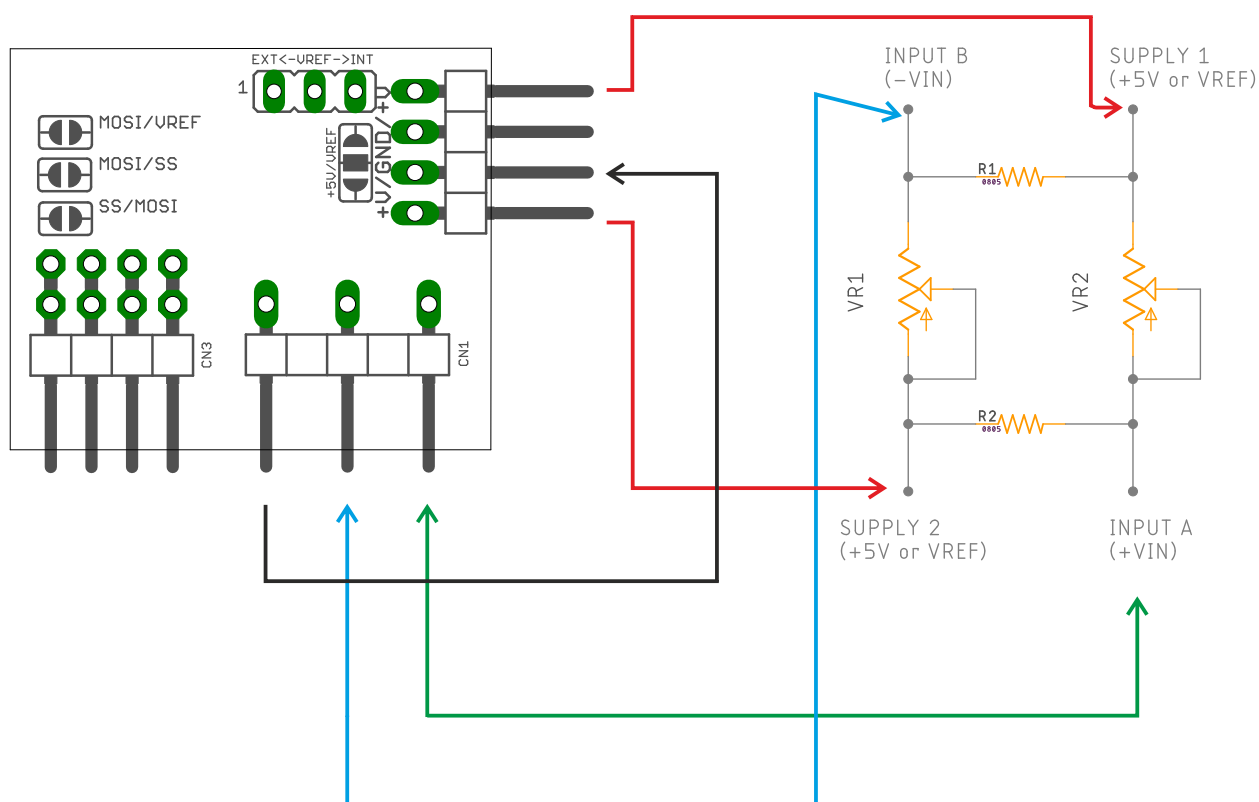 EXT<-VREF->INT
1
MOSI/VREF
MOSI/SS
SS/MOSI
+5V/VREF
+V/GND/+V
CN3
CN1
INPUT B
(-VIN)
SUPPLY 1
(+5V or VREF)
R1
0805
VR1
VR2
R2
0805
SUPPLY 2
(+5V or VREF)
INPUT A
(+VIN)